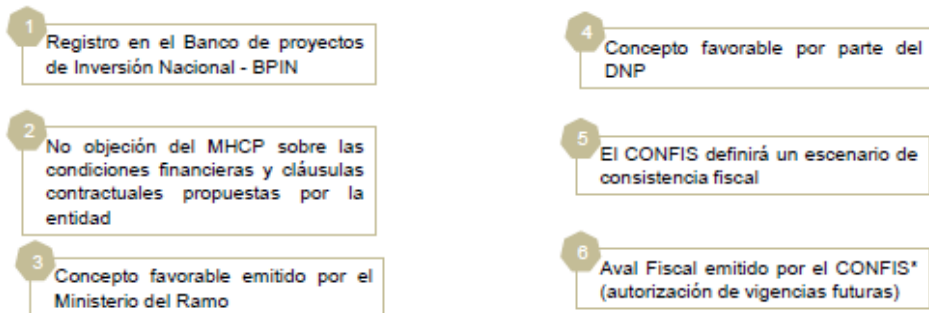 1
Registro en el Banco de proyectos
de Inversión Nacional - BPIN
2
No objeción del MHCP sobre las
condiciones financieras y cláusulas
contractuales propuestas por la
entidad
3
Concepto favorable emitido por el
Ministerio del Ramo
4
Concepto favorable por parte del
DNP
5
El CONFIS definirá un escenario de
consistencia fiscal
6
Aval Fiscal emitido por el CONFIS*
(autorización de vigencias futuras)